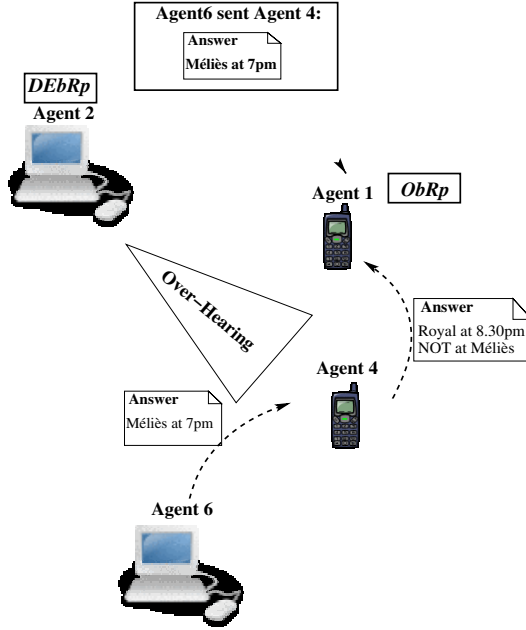 Agent6 sent Agent 4:
Answer
Méliès at 7pm
DEbRp
Agent 2
Agent 1
ObRp
Over–Hearing
Answer
Royal at 8.30pm
NOT at Méliès
Agent 4
Answer
Méliès at 7pm
Agent 6